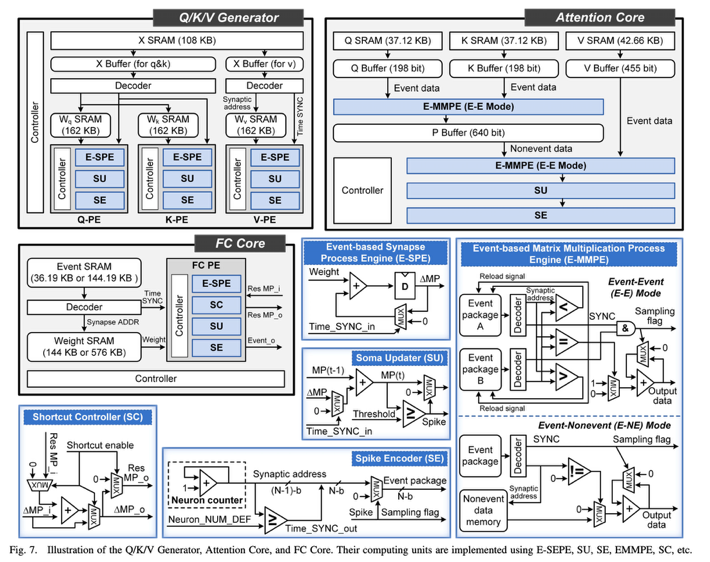 Q/K/V Generator
Controller
X SRAM (108 KB)
X Buffer (for q&k)
X Buffer (for v)
Decoder
Decoder
Synaptic
address
Time SYNC
Wq SRAM
(162 KB)
Wk SRAM
(162 KB)
Wv SRAM
(162 KB)
Controller
E-SPE
SU
SE
Controller
E-SPE
SU
SE
Controller
E-SPE
SU
SE
Q-PE
K-PE
V-PE
Attention Core
Q SRAM (37.12 KB)
K SRAM (37.12 KB)
V SRAM (42.66 KB)
Q Buffer (198 bit)
K Buffer (198 bit)
V Buffer (455 bit)
Event data
Event data
E-MMPE (E-E Mode)
P Buffer (640 bit)
Event data
Nonevent data
E-MMPE (E-E Mode)
Controller
SU
SE
FC Core
Event SRAM
(36.19 KB or 144.19 KB)
Time
SYNC
Decoder
Synapse ADDR
Weight SRAM
(144 KB or 576 KB)
Weight
FC PE
Controller
E-SPE
SC
SU
SE
Res MP_i
Res MP_o
Event_o
Controller
Event-based Synapse
Process Engine (E-SPE)
Weight
+
D
ΔMP
MUX
0
Time_SYNC_in
Soma Updater (SU)
MP(t-1)
+
MP(t)
MUX
0
ΔMP
0
MUX
Threshold
≥
Spike
Time_SYNC_in
Event-based Matrix Multiplication Process
Engine (E-MMPE)
Reload signal
Synaptic
address
Event-Event
(E-E) Mode
Event
package
A
Decoder
<
SYNC
&
Sampling
flag
=
MUX
0
Event
package
B
Decoder
>
1
0
MUX
+
Output
data
Reload signal
Event-Nonevent (E-NE) Mode
Event
package
Decoder
SYNC
Sampling flag
Synaptic
address
!=
MUX
0
Nonevent
data
memory
0
MUX
+
Output
data
Shortcut Controller (SC)
Res
MP_i
Shortcut enable
0
MUX
0
MUX
Res
MP_o
ΔMP_i
+
MUX
ΔMP_o
Spike Encoder (SE)
+
1
Neuron counter
Synaptic address
(N-1)-b
N-b
MUX
0
Event package
N-b
Neuron_NUM_DEF
≥
Time_SYNC_out
Spike
Sampling flag
Fig. 7. Illustration of the Q/K/V Generator, Attention Core, and FC Core. Their computing units are implemented using E-SEPE, SU, SE, EMMPE, SC, etc.